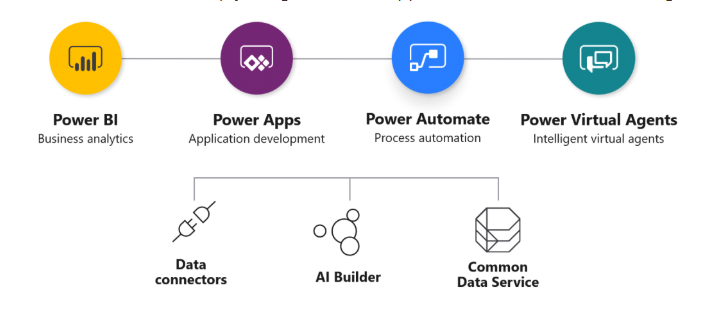 Power BI
Business analytics
Power Apps
Application development
Power Automate
Process automation
Power Virtual Agents
Intelligent virtual agents
Data
connectors
AI Builder
Common
Data Service